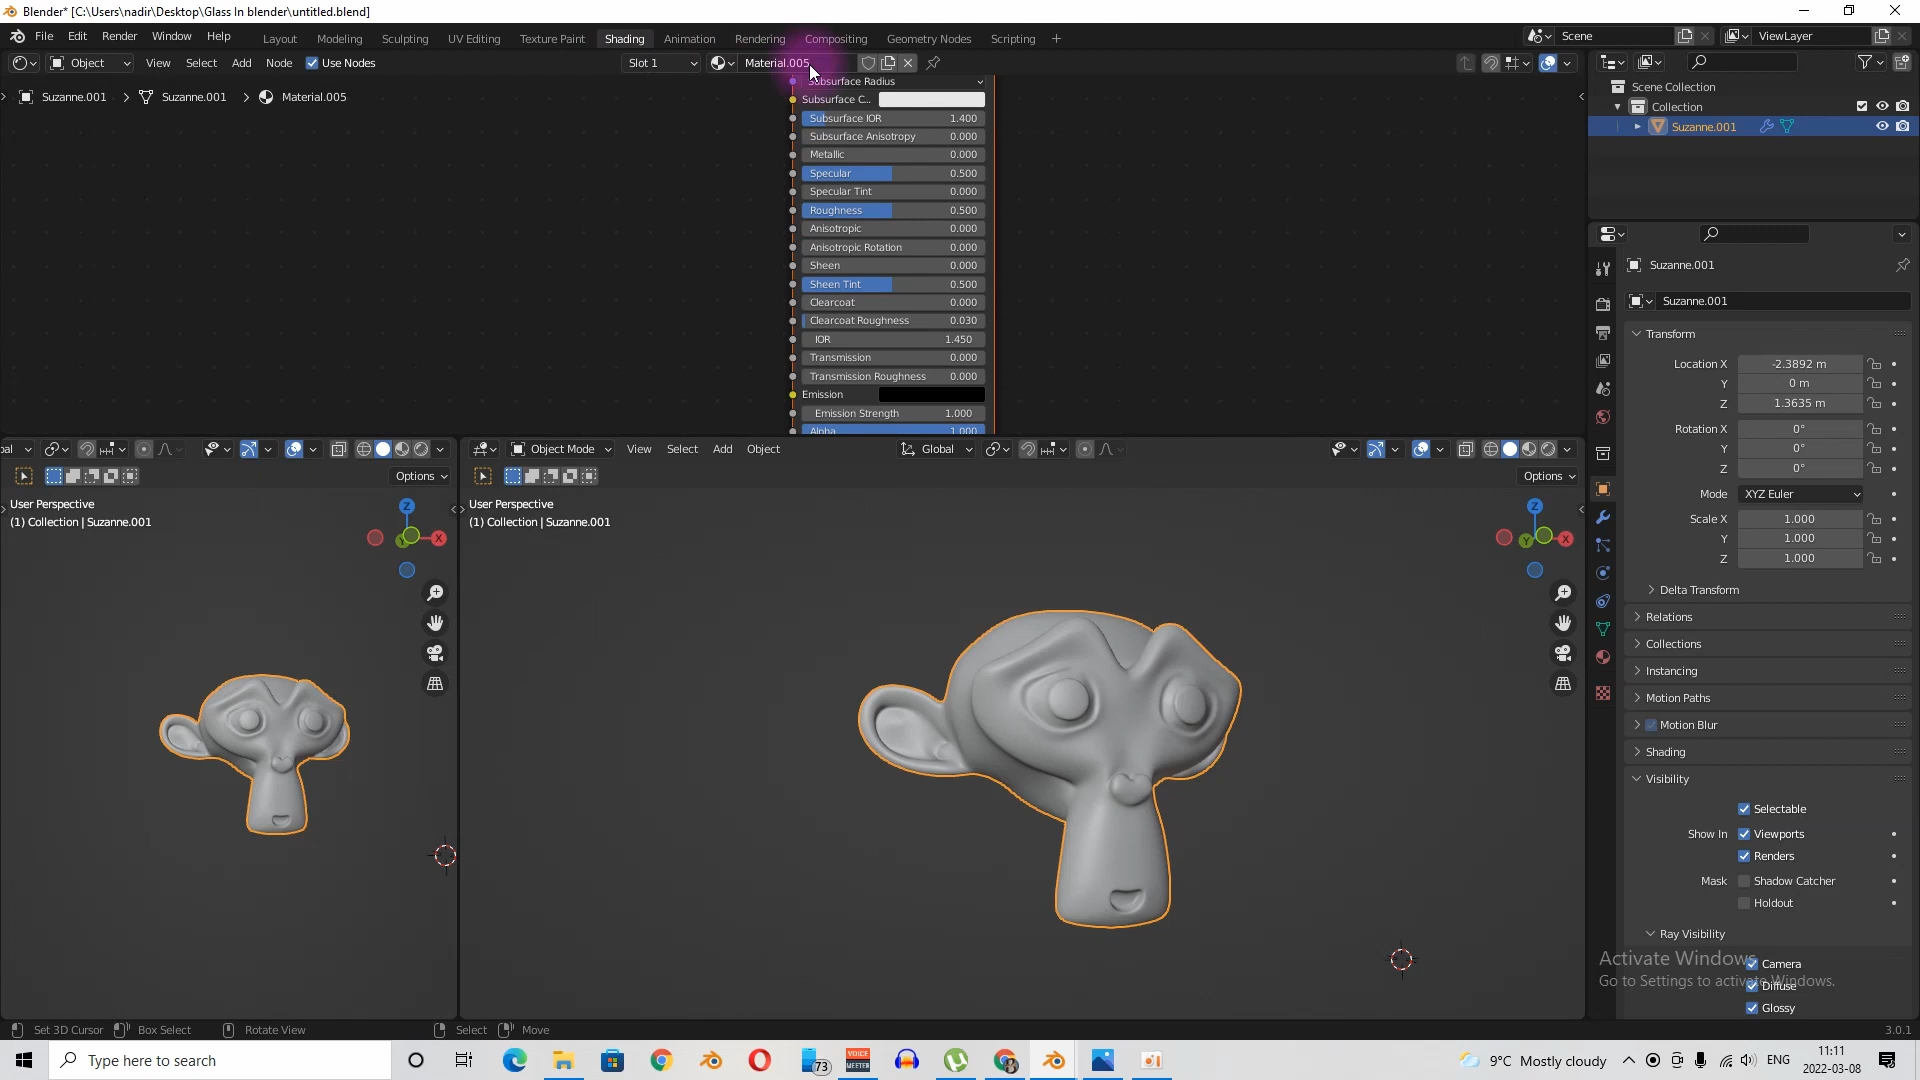 Blender* [C:\Users\nadir\Desktop\Glass In blender\untitled.blend]
File Edit Render Window Help Layout Modeling Sculpting UV Editing Texture Paint Shading Animation Rendering Compositing Geometry Nodes Scripting + Scene ViewLayer
Object View Select Add Node Use Nodes Slot 1 Material.005
Suzanne.001 > Suzanne.001 > Material.005
Subsurface Radius
Subsurface C...
Subsurface IOR 1.400
Subsurface Anisotropy 0.000
Metallic 0.000
Specular 0.500
Specular Tint 0.000
Roughness 0.500
Anisotropic 0.000
Anisotropic Rotation 0.000
Sheen 0.000
Sheen Tint 0.500
Clearcoat 0.000
Clearcoat Roughness 0.030
IOR 1.450
Transmission 0.000
Transmission Roughness 0.000
Emission
Emission Strength 1.000
Alpha 1.000
Scene Collection
Collection
Suzanne.001
Suzanne.001
Suzanne.001
Transform
Location X -2.3892 m
Y 0 m
Z 1.3635 m
Rotation X 0°
Y 0°
Z 0°
Mode XYZ Euler
Scale X 1.000
Y 1.000
Z 1.000
Delta Transform
Relations
Collections
Instancing
Motion Paths
Motion Blur
Shading
Visibility
Selectable
Show In Viewports
Renders
Mask Shadow Catcher
Holdout
Ray Visibility
Camera
Diffuse
Glossy
Activate Windows
Go to Settings to activate Windows.
bal
Options
User Perspective
(1) Collection | Suzanne.001
Z
Y
X
Object Mode View Select Add Object Global
Options
User Perspective
(1) Collection | Suzanne.001
Z
Y
X
Set 3D Cursor Box Select Rotate View Select Move 3.0.1
Type here to search 73 VOICE MEETER 9°C Mostly cloudy ENG 11:11
2022-03-08